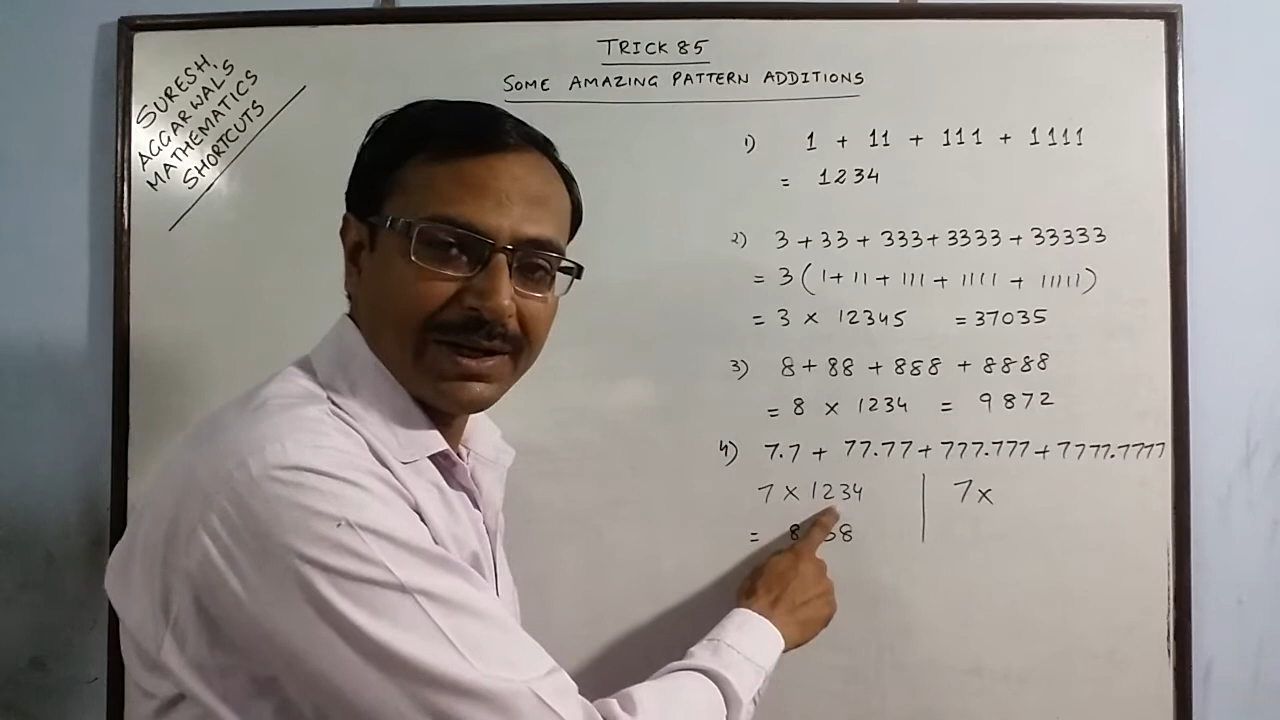 SURESH
AGGARWAL'S
MATHEMATICS
SHORTCUTS
TRICK 85
SOME AMAZING PATTERN ADDITIONS
1) 1 + 11 + 111 + 1111
= 1234
2) 3 + 33 + 333 + 3333 + 33333
= 3 ( 1 + 11 + 111 + 1111 + 11111 )
= 3 × 12345 = 37035
3) 8 + 88 + 888 + 8888
= 8 × 1234 = 9872
4) 7.7 + 77.77 + 777.777 + 7777.7777
7 × 1234 | 7 ×
= 8 38